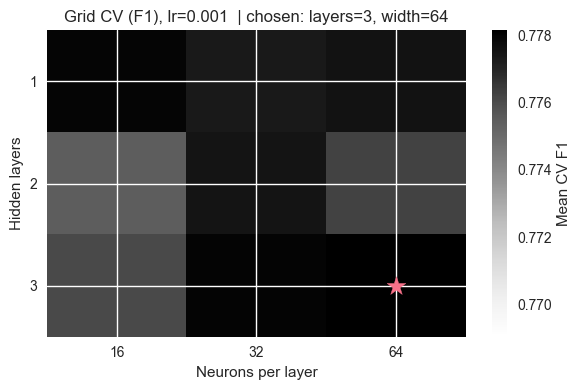 Grid CV (F1), lr=0.001 | chosen: layers=3, width=64
Hidden layers
1
2
3
16
32
64
Neurons per layer
0.778
0.776
0.774
0.772
0.770
Mean CV F1